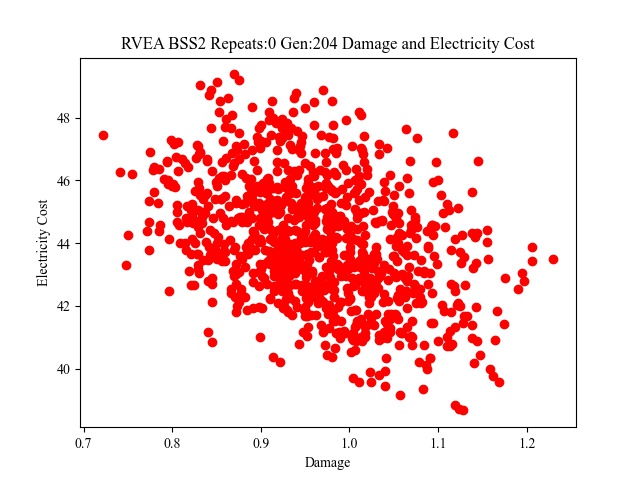 RVEA BSS2 Repeats:0 Gen:204 Damage and Electricity Cost
Electricity Cost
48
46
44
42
40
0.7 0.8 0.9 1.0 1.1 1.2
Damage